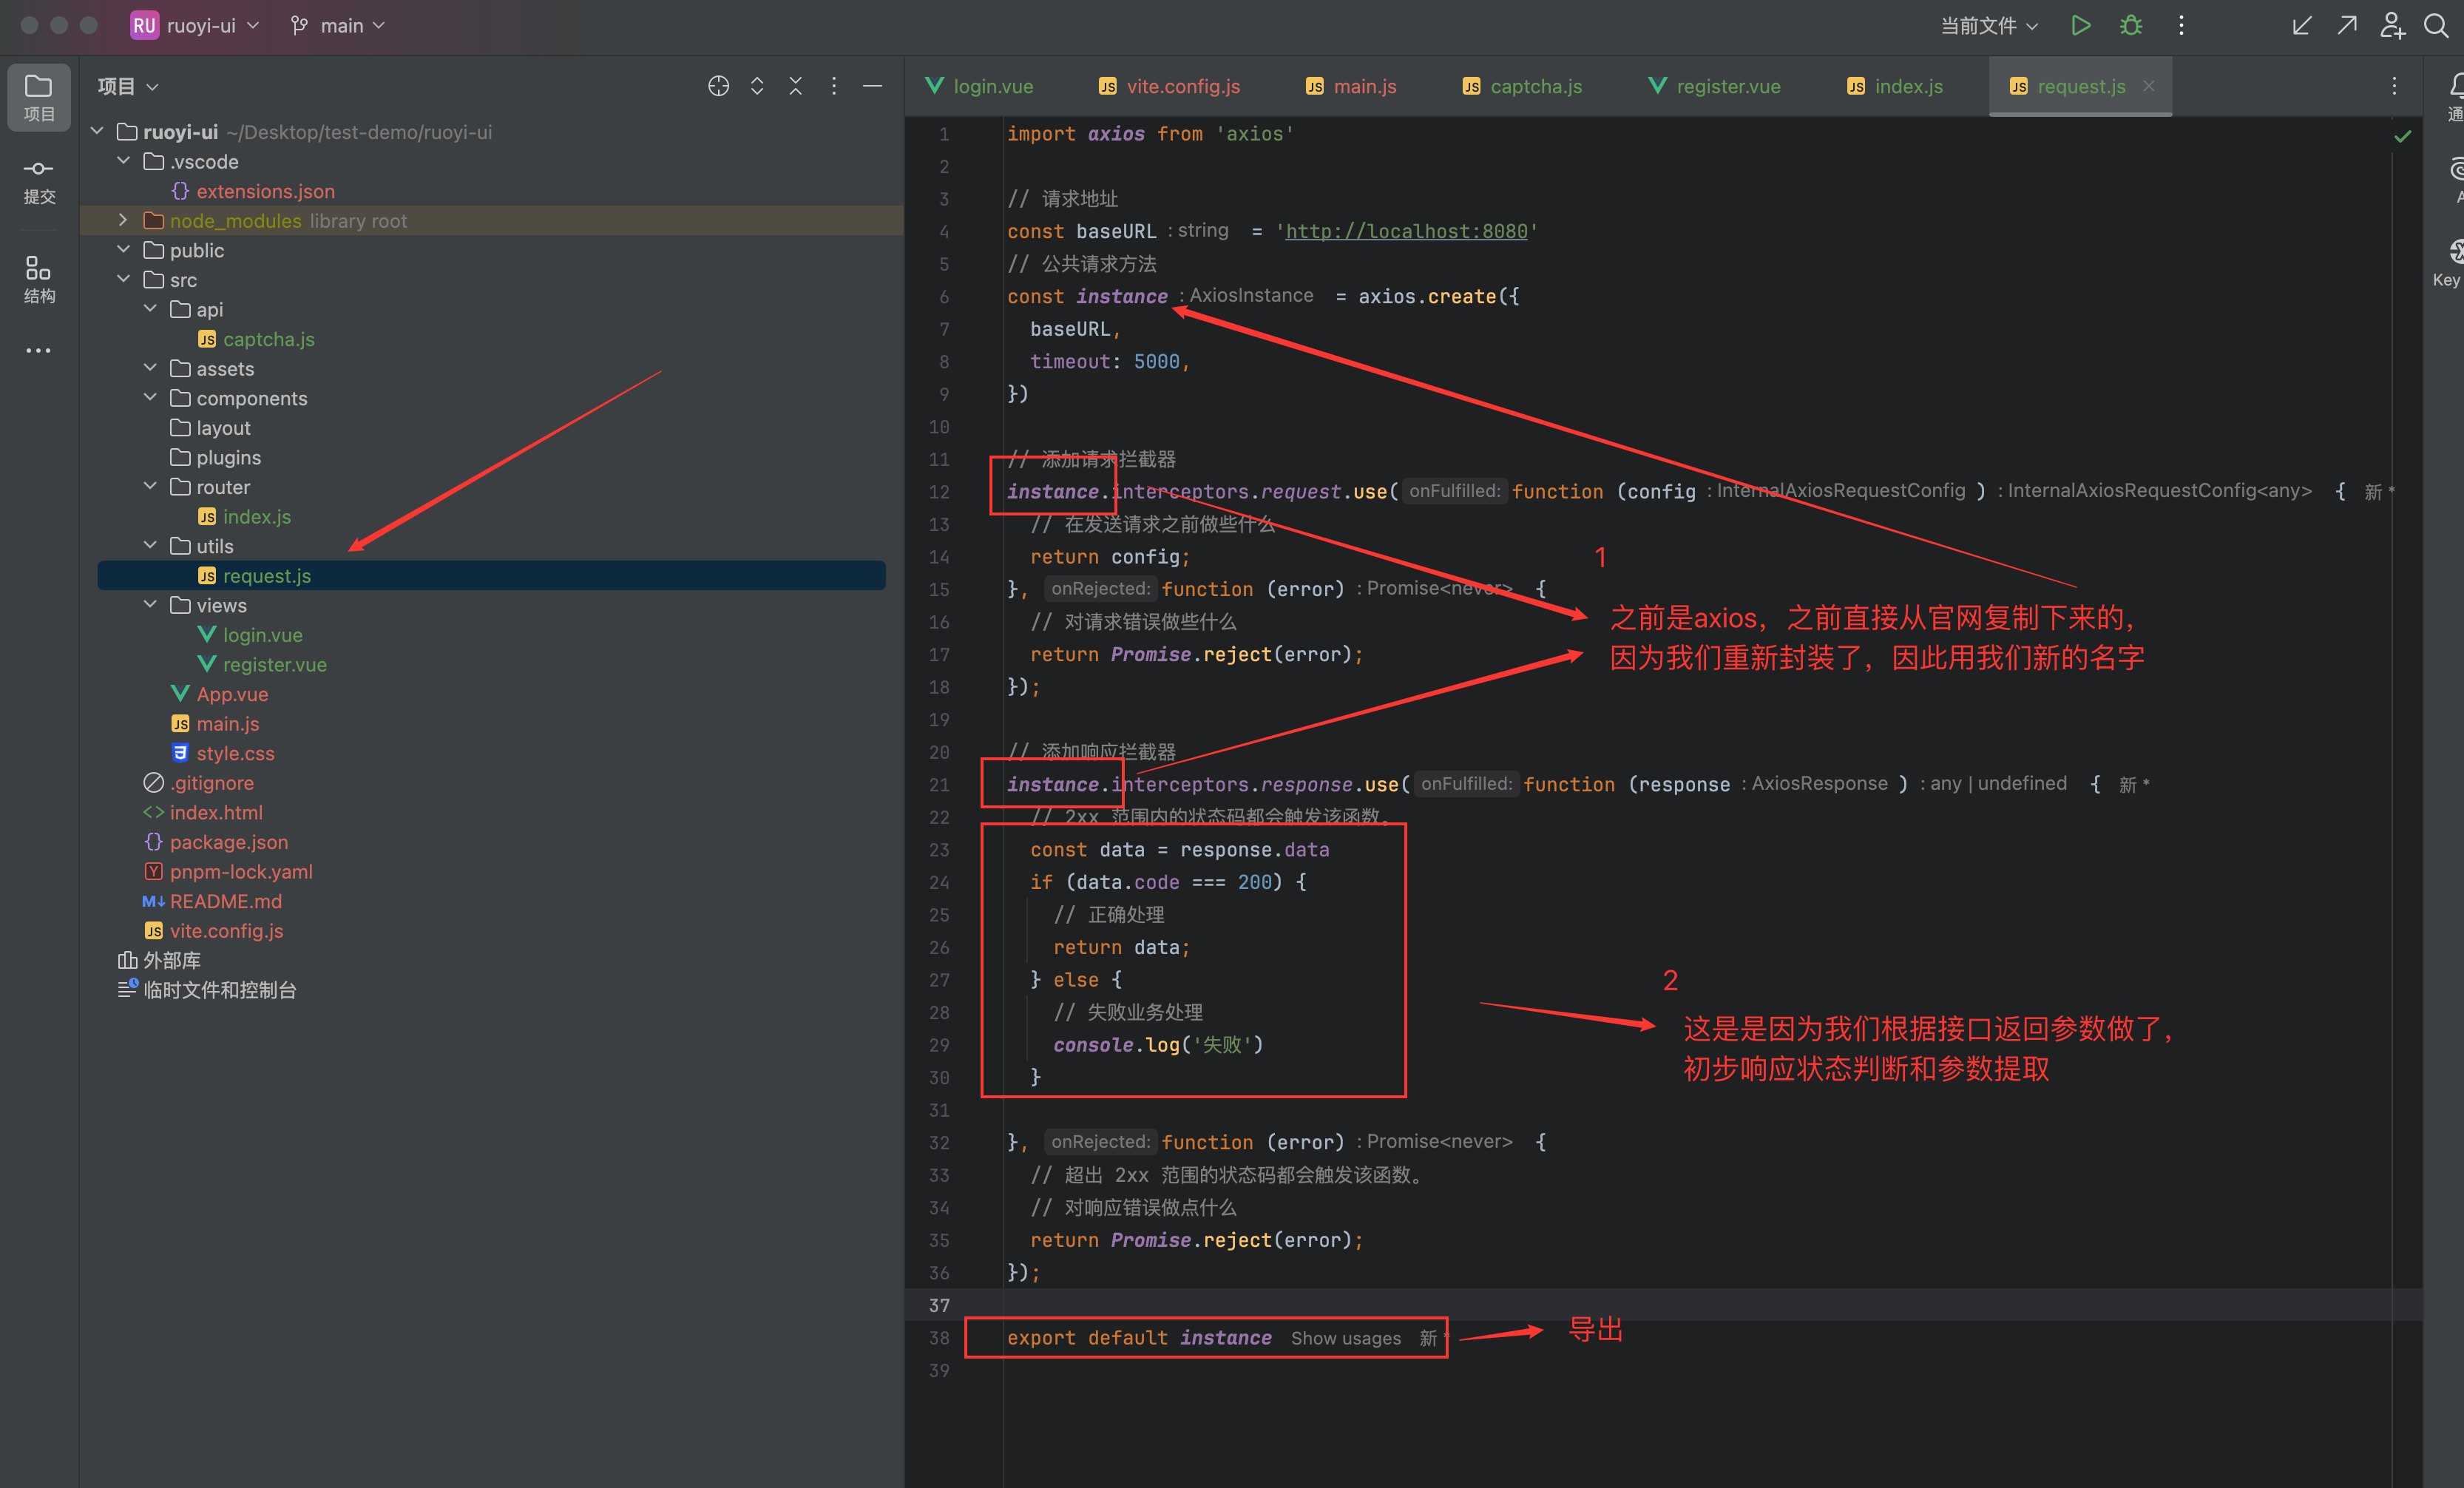 RU ruoyi-ui main 当前文件
项目
提交
结构
项目
ruoyi-ui ~/Desktop/test-demo/ruoyi-ui
.vscode
{} extensions.json
node_modules library root
public
src
api
JS captcha.js
assets
components
layout
plugins
router
JS index.js
utils
JS request.js
views
login.vue
register.vue
App.vue
JS main.js
style.css
.gitignore
<> index.html
{} package.json
Y pnpm-lock.yaml
M↓ README.md
JS vite.config.js
外部库
临时文件和控制台
login.vue JS vite.config.js JS main.js JS captcha.js register.vue JS index.js JS request.js
1 import axios from 'axios'
2
3 // 请求地址
4 const baseURL : string = 'http://localhost:8080'
5 // 公共请求方法
6 const instance : AxiosInstance = axios.create({
7 baseURL,
8 timeout: 5000,
9 })
10
11 // 添加请求拦截器
12 instance.interceptors.request.use( onFulfilled: function (config : InternalAxiosRequestConfig ) : InternalAxiosRequestConfig<any> { 新 *
13 // 在发送请求之前做些什么
14 return config;
15 }, onRejected: function (error) : Promise<never> {
16 // 对请求错误做些什么
17 return Promise.reject(error);
18 });
19
20 // 添加响应拦截器
21 instance.interceptors.response.use( onFulfilled: function (response : AxiosResponse ) : any | undefined { 新 *
22 // 2xx 范围内的状态码都会触发该函数。
23 const data = response.data
24 if (data.code === 200) {
25 // 正确处理
26 return data;
27 } else {
28 // 失败业务处理
29 console.log('失败')
30 }
31
32 }, onRejected: function (error) : Promise<never> {
33 // 超出 2xx 范围的状态码都会触发该函数。
34 // 对响应错误做点什么
35 return Promise.reject(error);
36 });
37
38 export default instance Show usages 新 *
39
1
之前是axios，之前直接从官网复制下来的，
因为我们重新封装了，因此用我们新的名字
2
这是是因为我们根据接口返回参数做了，
初步响应状态判断和参数提取
导出
通
A
Key